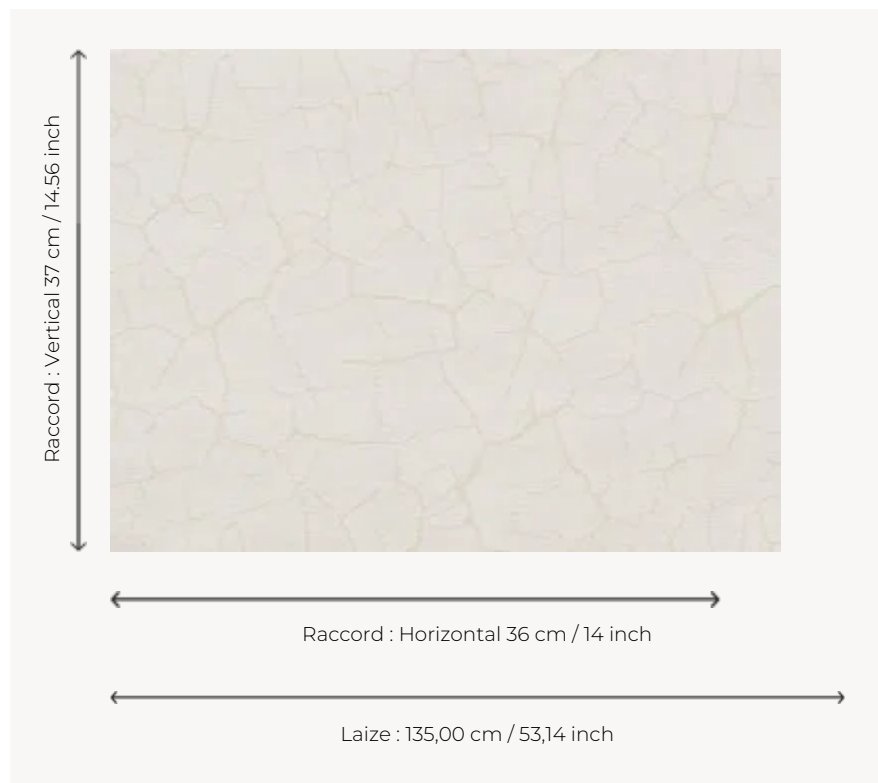 Raccord : Vertical 37 cm / 14.56 inch
Raccord : Horizontal 36 cm / 14 inch
Laize : 135,00 cm / 53,14 inch